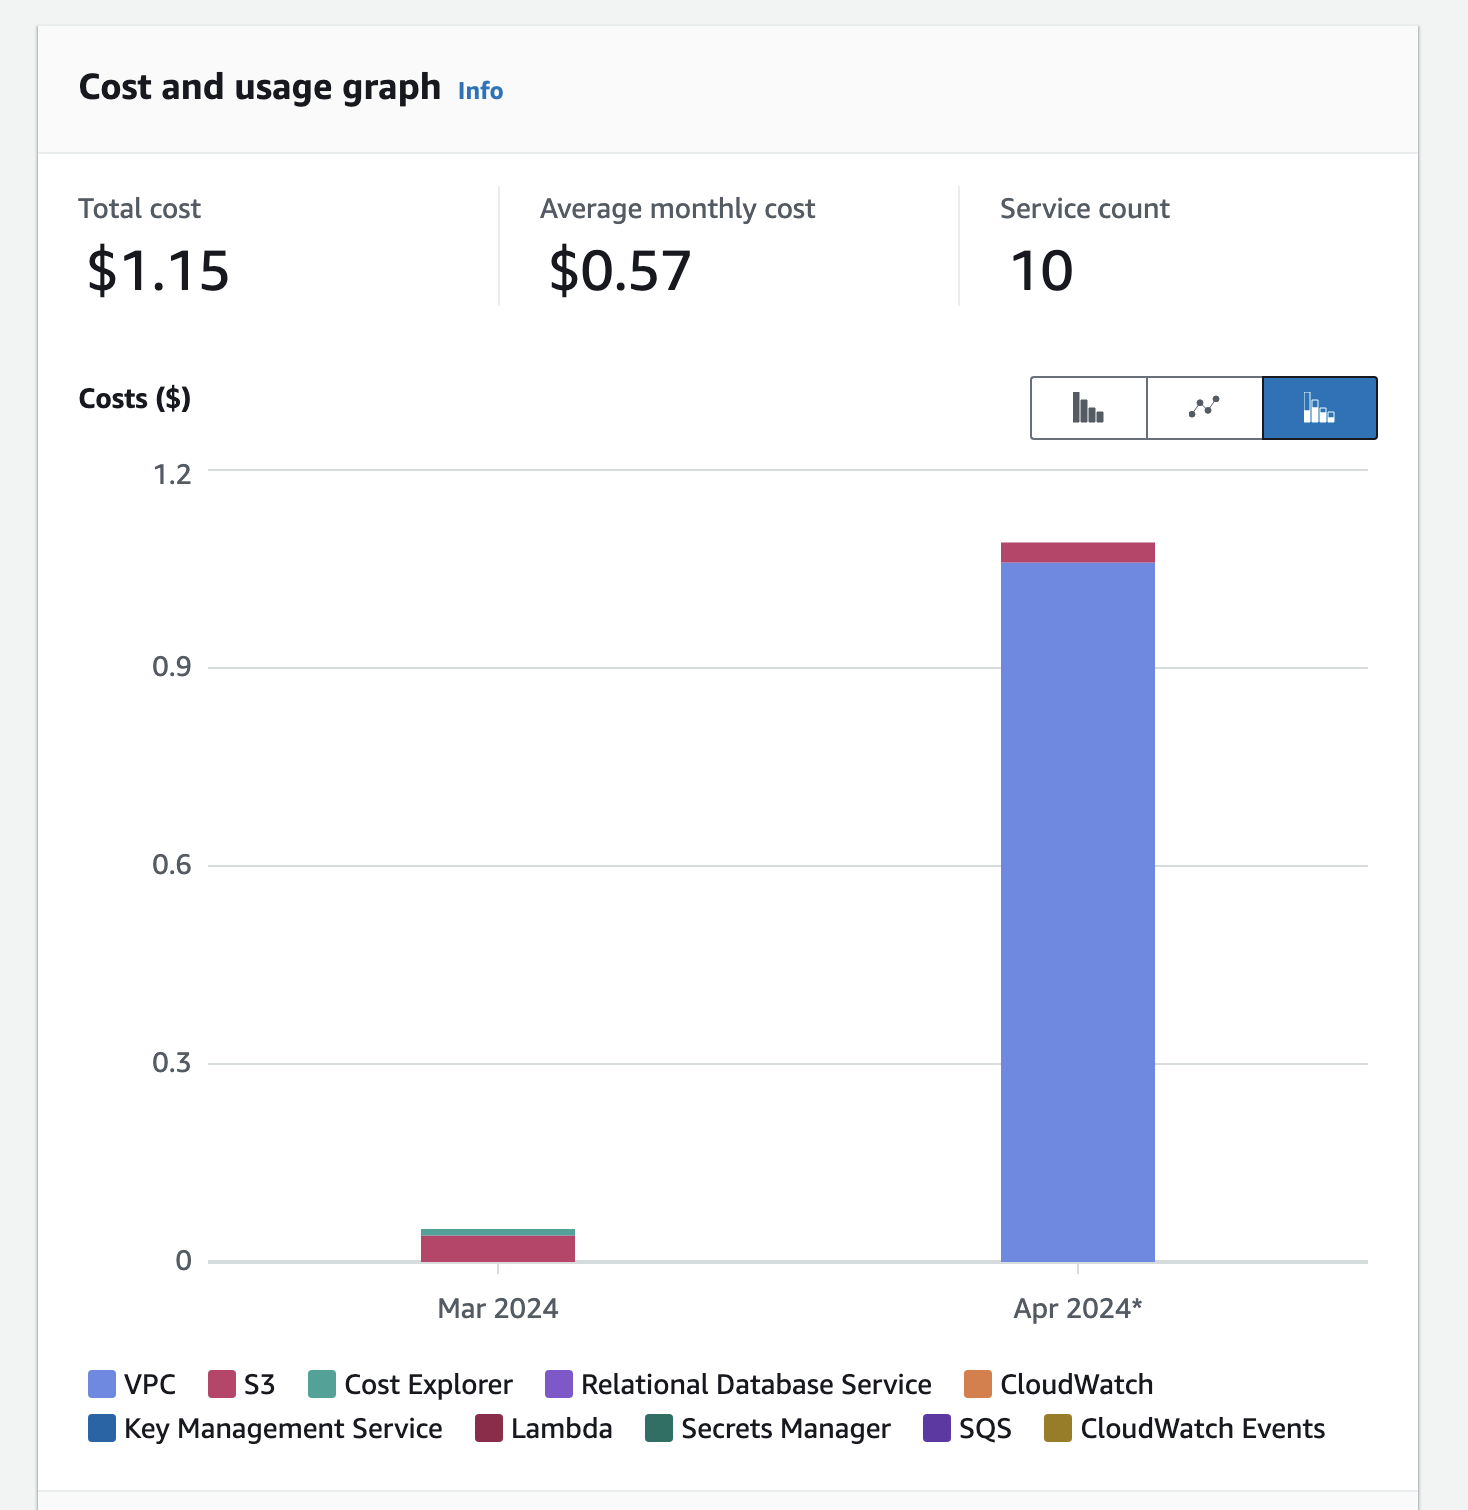 Cost and usage graph Info
Total cost
$1.15
Average monthly cost
$0.57
Service count
10
Costs ($)
1.2
0.9
0.6
0.3
0
Mar 2024 Apr 2024*
VPC S3 Cost Explorer Relational Database Service CloudWatch
Key Management Service Lambda Secrets Manager SQS CloudWatch Events